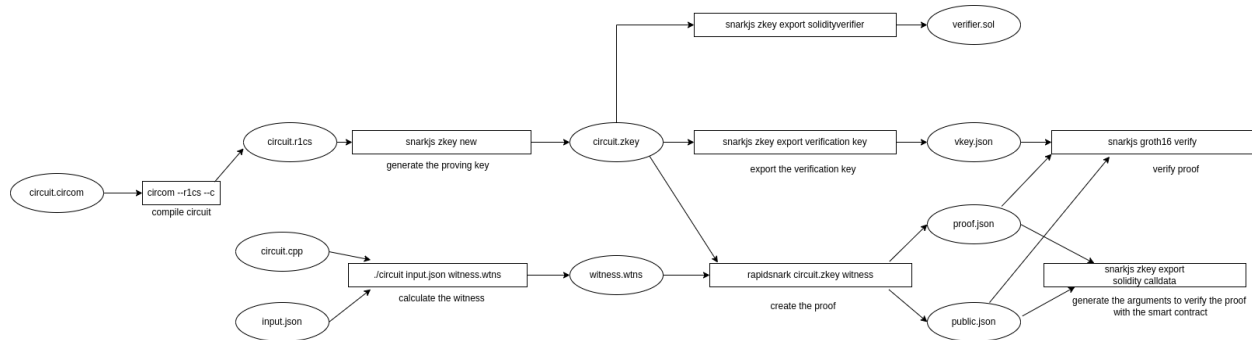 snarkjs zkey export solidityverifier
verifier.sol
circuit.r1cs
snarkjs zkey new
generate the proving key
circuit.zkey
snarkjs zkey export verification key
export the verification key
vkey.json
snarkjs groth16 verify
verify proof
circuit.circom
circom --r1cs --c
compile circuit
circuit.cpp
input.json
./circuit input.json witness.wtns
calculate the witness
witness.wtns
rapidsnark circuit.zkey witness
create the proof
proof.json
public.json
snarkjs zkey export
solidity calldata
generate the arguments to verify the proof
with the smart contract